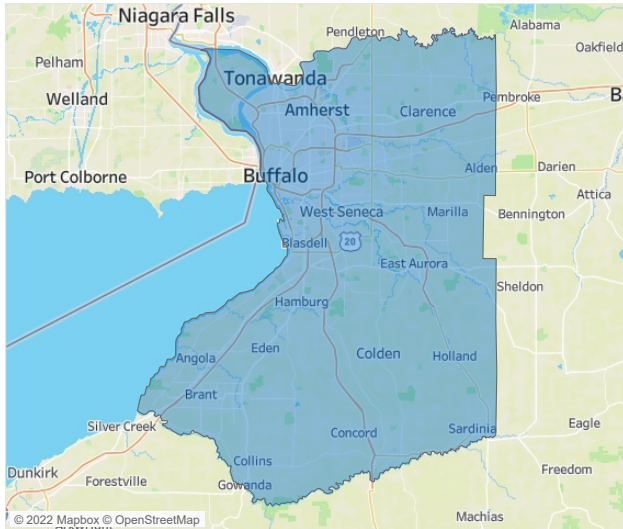 Niagara Falls
Pendleton
Alabama
Oakfield
Pelham
Tonawanda
Welland
Amherst
Clarence
Pembroke
Port Colborne
Buffalo
Alden
Darien
Attica
West Seneca
Marilla
Bennington
Blasdell
20
East Aurora
Sheldon
Hamburg
Eden
Angola
Colden
Holland
Brant
Silver Creek
Concord
Sardinia
Eagle
Collins
Dunkirk
Forestville
Gowanda
Freedom
Machias
© 2022 Mapbox © OpenStreetMap